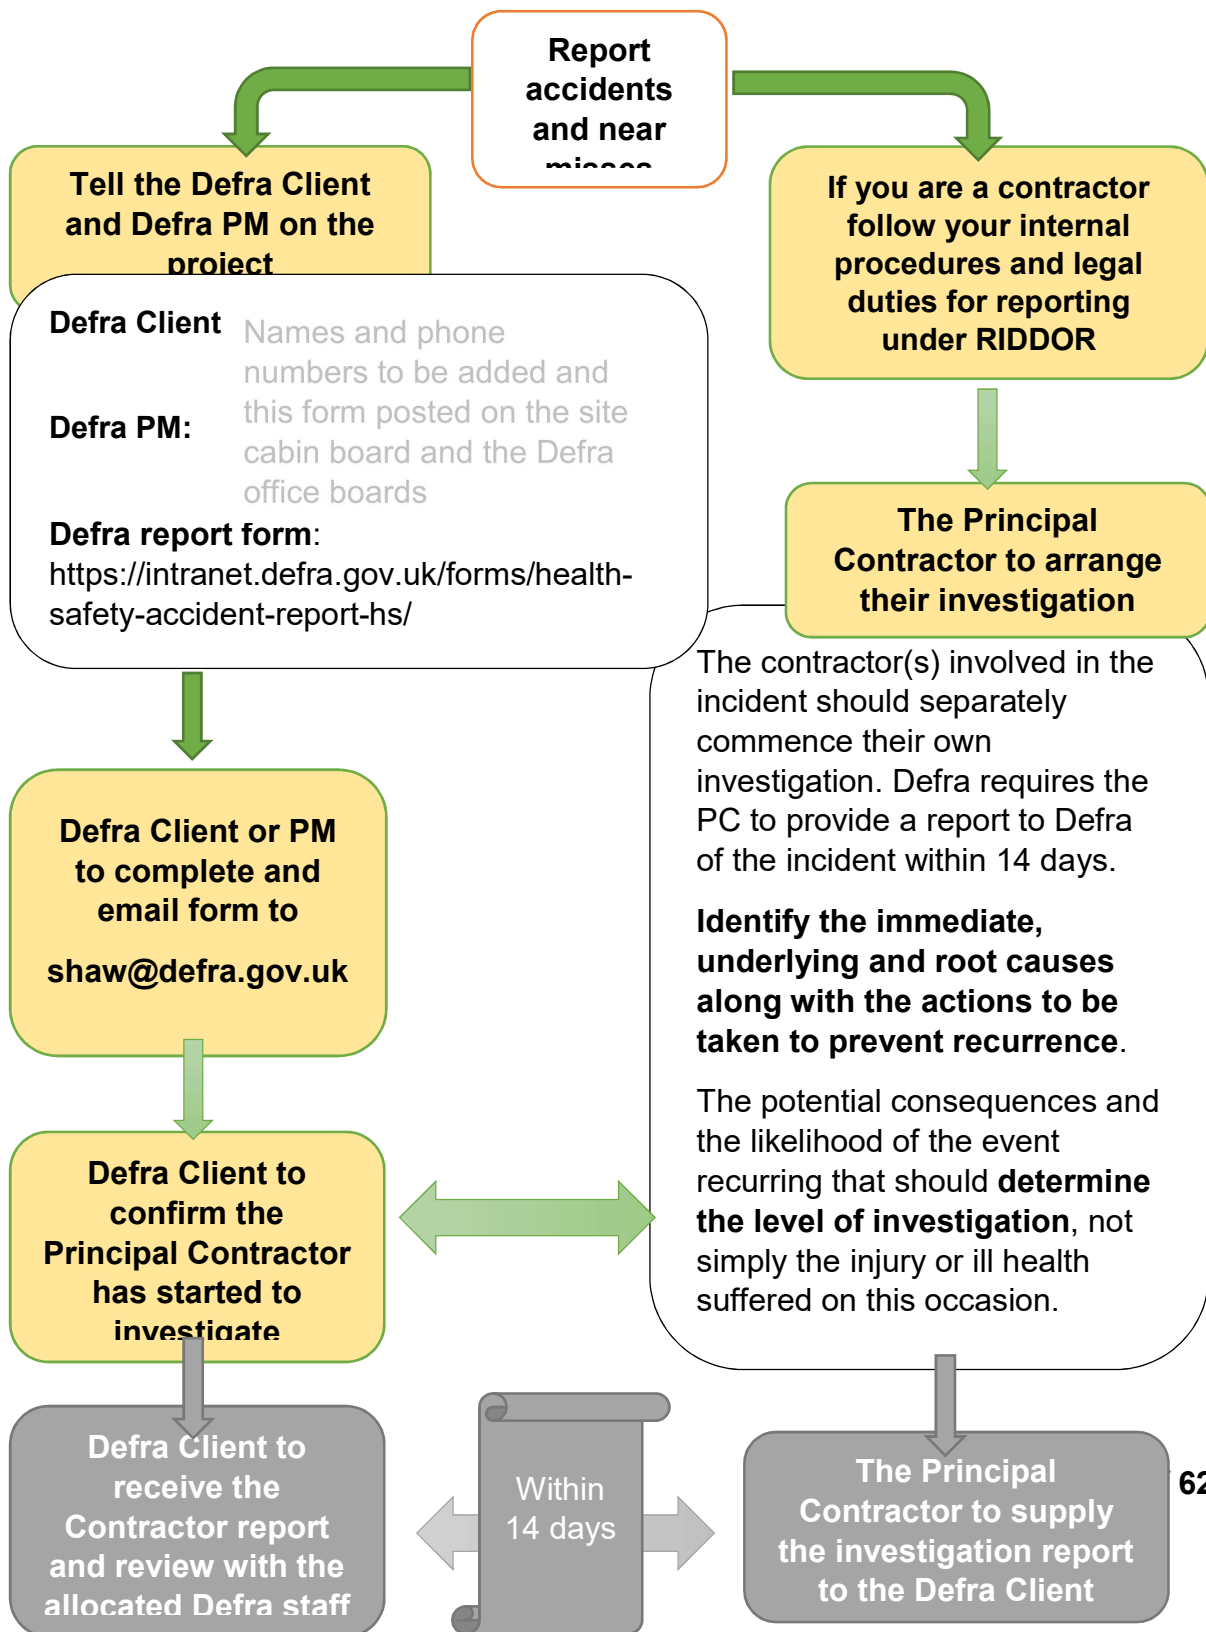 Report
accidents
and near
misses
Tell the Defra Client
and Defra PM on the
project
Defra Client
Defra PM:
Names and phone
numbers to be added and
this form posted on the site
cabin board and the Defra
office boards
Defra report form:
https://intranet.defra.gov.uk/forms/health-
safety-accident-report-hs/
Defra Client or PM
to complete and
email form to
shaw@defra.gov.uk
Defra Client to
confirm the
Principal Contractor
has started to
investigate
Defra Client to
receive the
Contractor report
and review with the
allocated Defra staff
If you are a contractor
follow your internal
procedures and legal
duties for reporting
under RIDDOR
The Principal
Contractor to arrange
their investigation
The contractor(s) involved in the
incident should separately
commence their own
investigation. Defra requires the
PC to provide a report to Defra
of the incident within 14 days.
Identify the immediate,
underlying and root causes
along with the actions to be
taken to prevent recurrence.
The potential consequences and
the likelihood of the event
recurring that should determine
the level of investigation, not
simply the injury or ill health
suffered on this occasion.
Within
14 days
The Principal
Contractor to supply
the investigation report
to the Defra Client
62